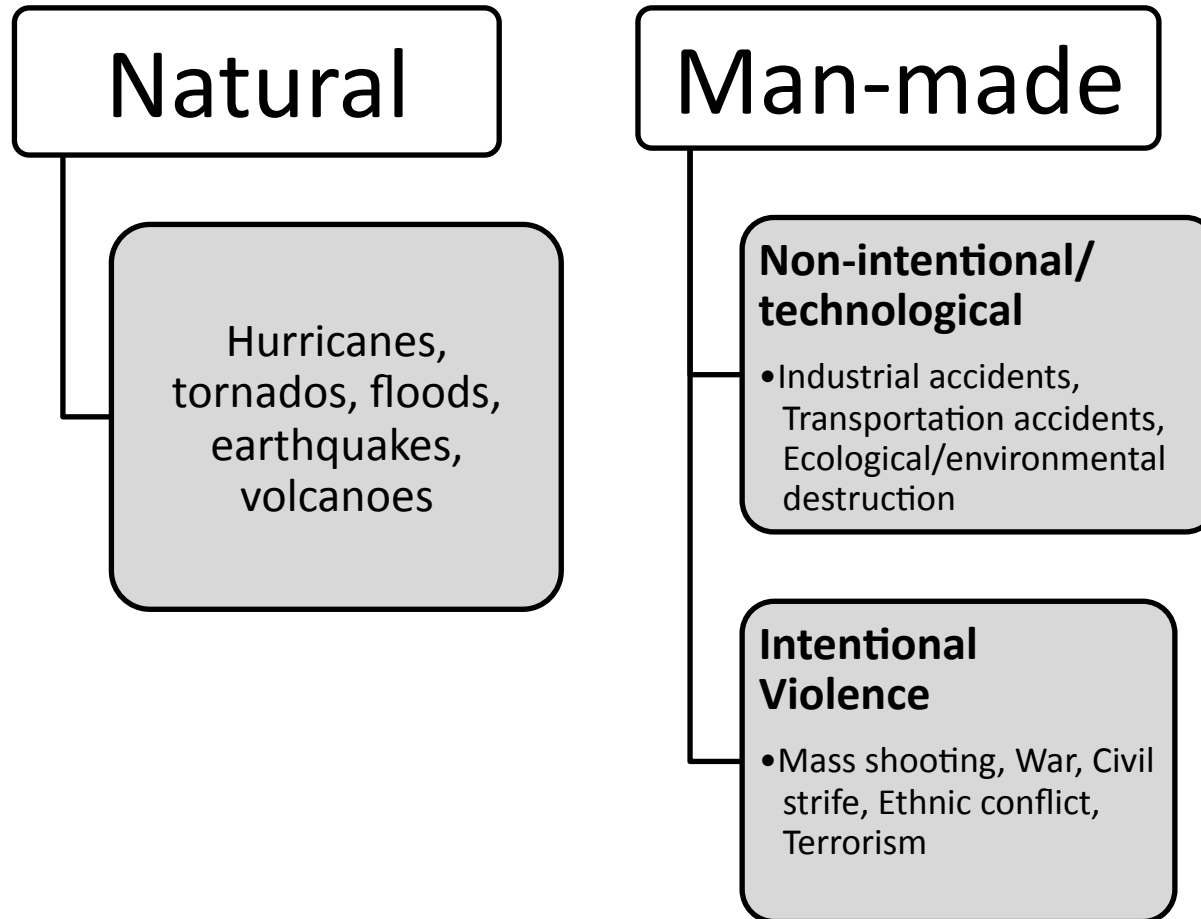 Natural
Hurricanes,
tornados, floods,
earthquakes,
volcanoes
Man-made
Non-intentional/
technological
•Industrial accidents,
Transportation accidents,
Ecological/environmental
destruction
Intentional
Violence
•Mass shooting, War, Civil
strife, Ethnic conflict,
Terrorism